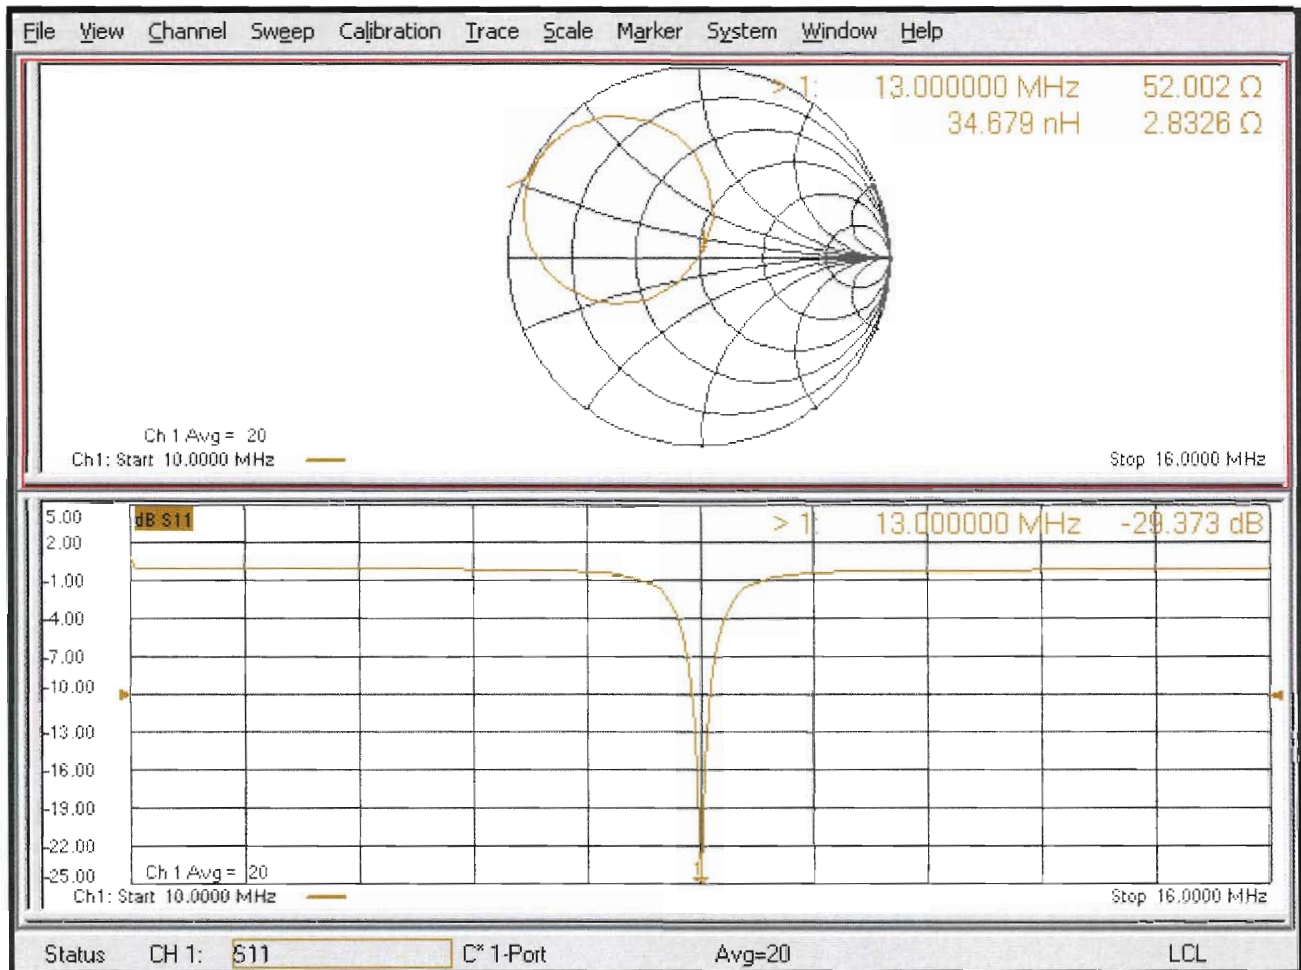 File View Channel Sweep Calibration Trace Scale Marker System Window Help
> 1: 13.000000 MHz 52.002 Ω
34.679 nH 2.8326 Ω
Ch 1 Avg = 20
Ch1: Start 10.0000 MHz Stop 16.0000 MHz
5.00 dB S11 > 1: 13.000000 MHz -29.373 dB
2.00
-1.00
-4.00
-7.00
-10.00
-13.00
-16.00
-19.00
-22.00
1
-25.00 Ch 1 Avg = 20
Ch1: Start 10.0000 MHz Stop 16.0000 MHz
Status CH 1: S11 C* 1-Port Avg=20 LCL